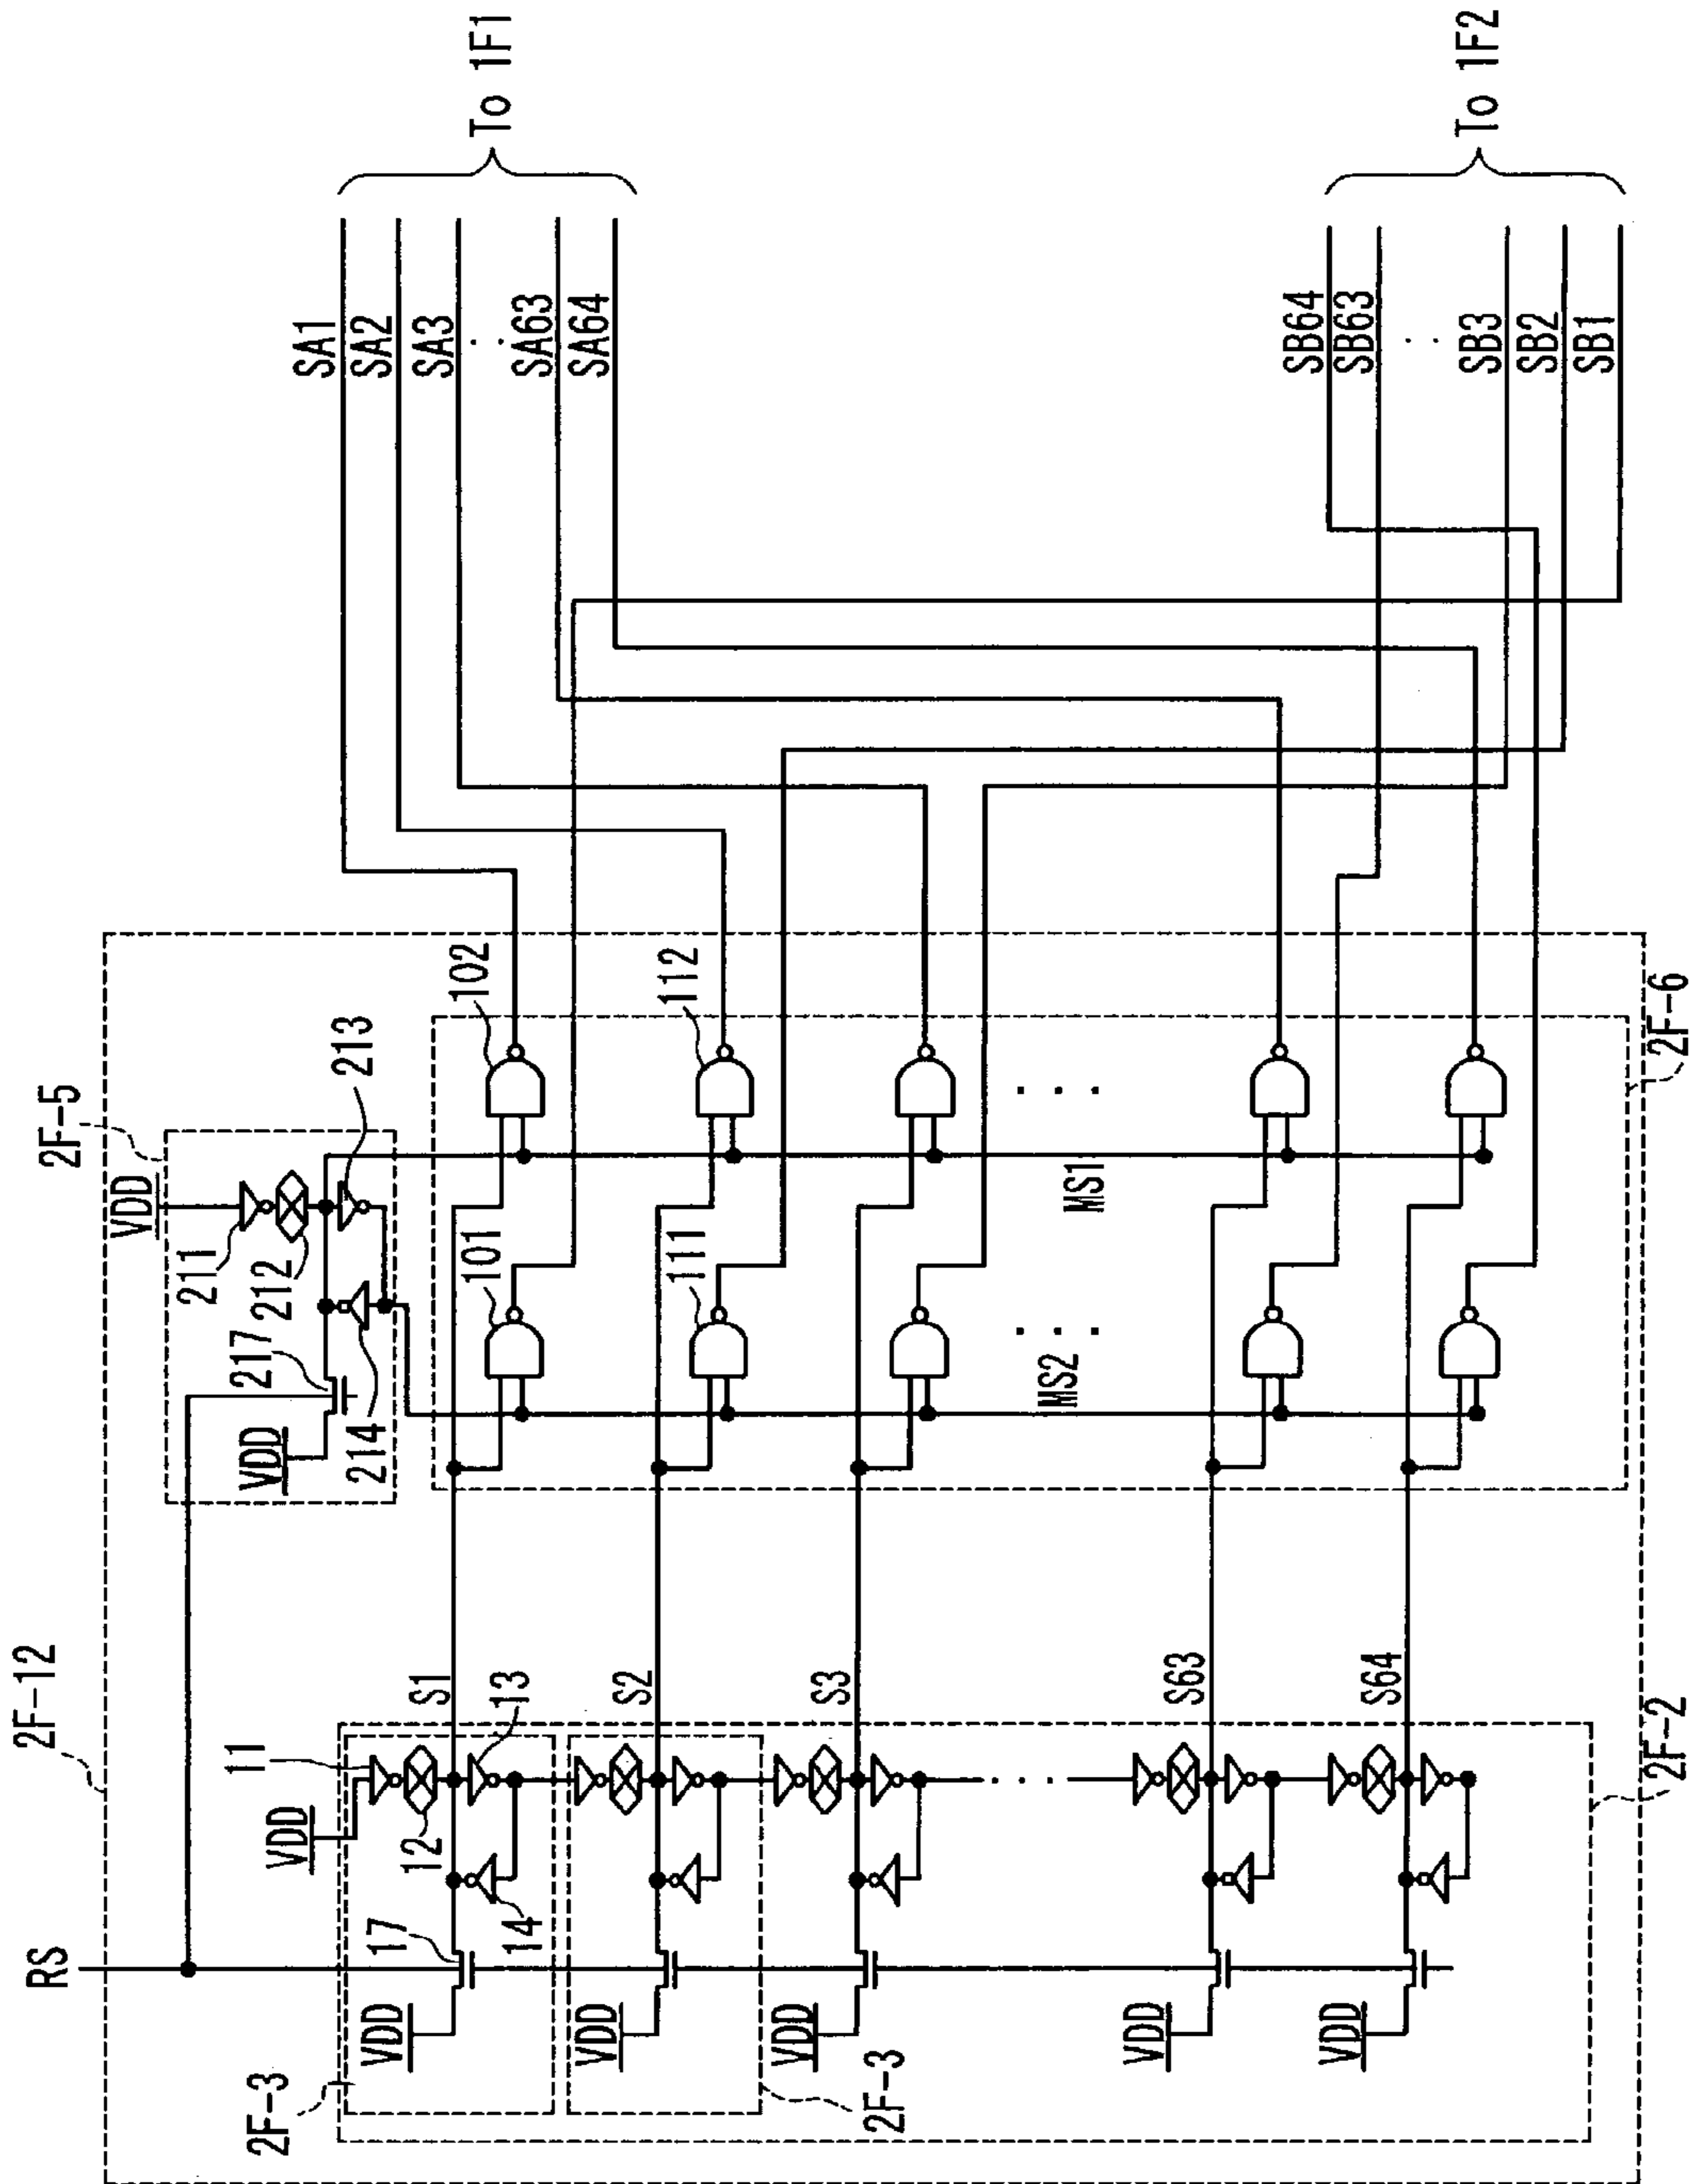 RS
2F-12
2F-5
VDD
211
212
213
217
VDD
214
2F-3
VDD
VDD
11
12
S1
13
17
14
101
102
SA1
SA2
SA3
. .
SA63
SA64
To 1F1
VDD
S2
111
112
2F-3
VDD
S3
. . .
MS2
MS1
. . .
. . .
VDD
S63
VDD
S64
2F-2
2F-6
SB64
SB63
. .
SB3
SB2
SB1
To 1F2